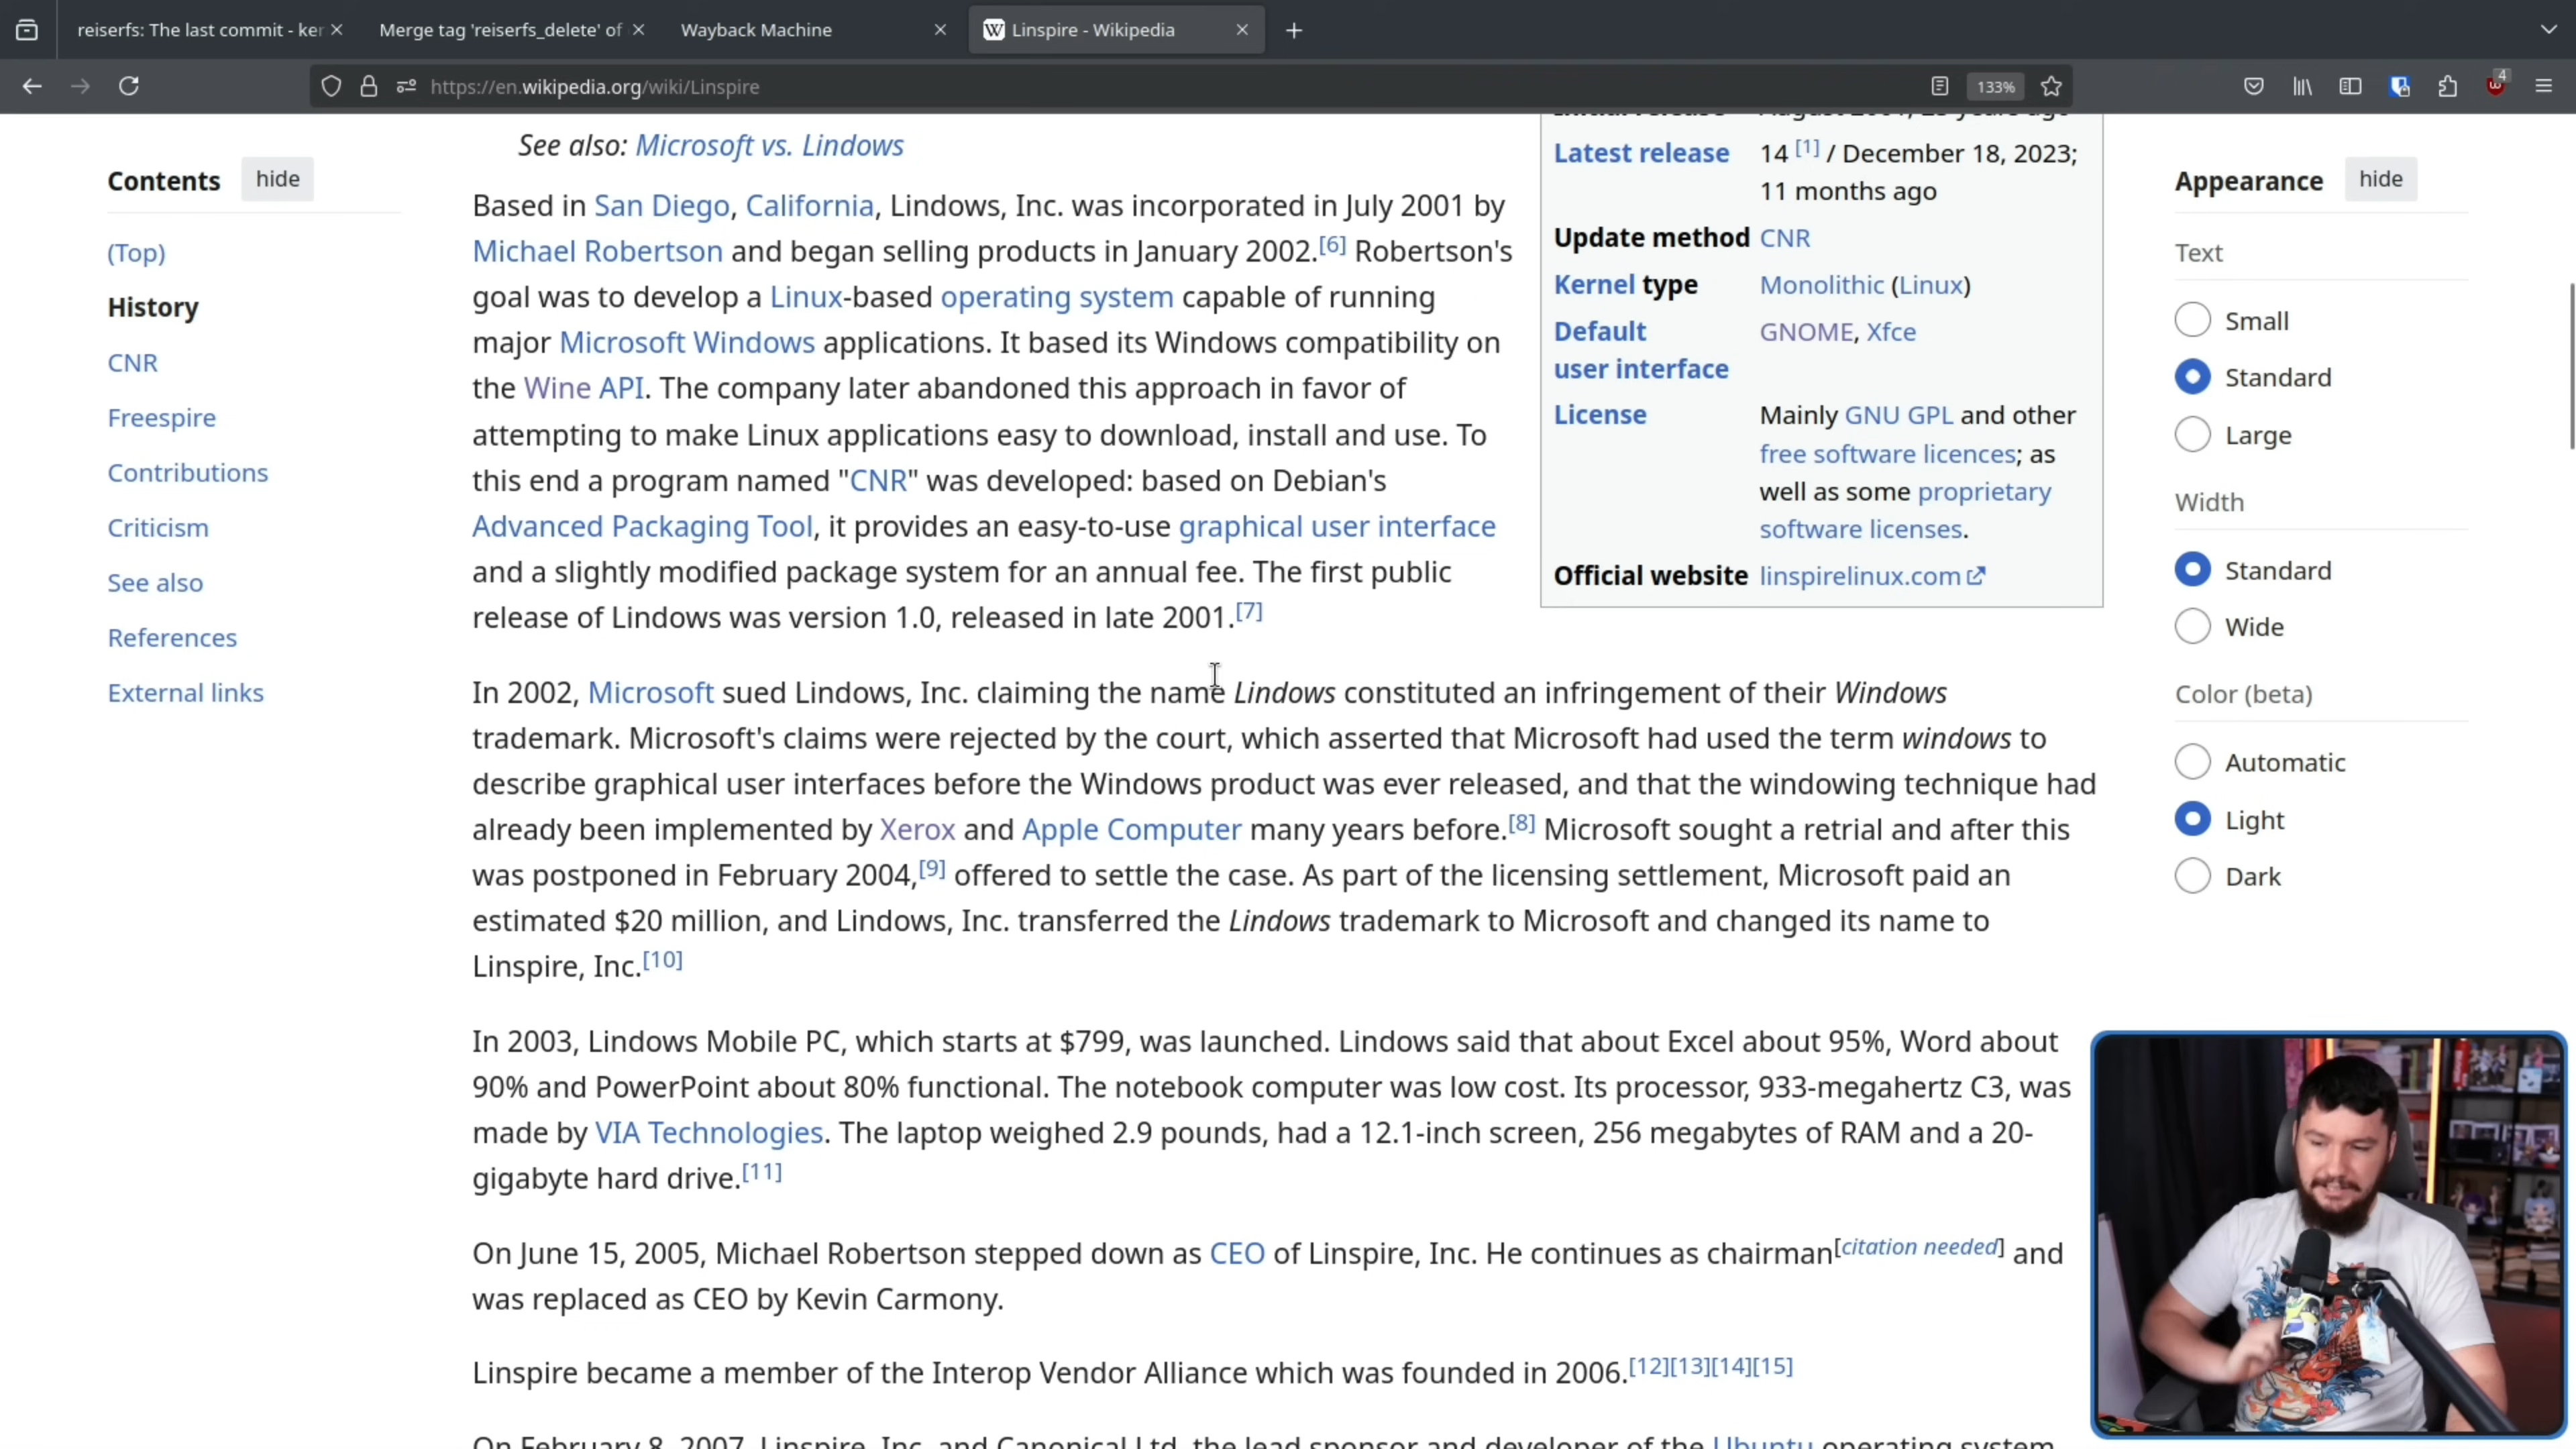 reiserfs: The last commit - ker
Merge tag 'reiserfs_delete' of
Wayback Machine
Linspire - Wikipedia
https://en.wikipedia.org/wiki/Linspire
133%
4
Contents
hide
(Top)
History
CNR
Freespire
Contributions
Criticism
See also
References
External links
See also: Microsoft vs. Lindows
Based in San Diego, California, Lindows, Inc. was incorporated in July 2001 by
Michael Robertson and began selling products in January 2002.[6] Robertson's
goal was to develop a Linux-based operating system capable of running
major Microsoft Windows applications. It based its Windows compatibility on
the Wine API. The company later abandoned this approach in favor of
attempting to make Linux applications easy to download, install and use. To
this end a program named "CNR" was developed: based on Debian's
Advanced Packaging Tool, it provides an easy-to-use graphical user interface
and a slightly modified package system for an annual fee. The first public
release of Lindows was version 1.0, released in late 2001.[7]
In 2002, Microsoft sued Lindows, Inc. claiming the name Lindows constituted an infringement of their Windows
trademark. Microsoft's claims were rejected by the court, which asserted that Microsoft had used the term windows to
describe graphical user interfaces before the Windows product was ever released, and that the windowing technique had
already been implemented by Xerox and Apple Computer many years before.[8] Microsoft sought a retrial and after this
was postponed in February 2004,[9] offered to settle the case. As part of the licensing settlement, Microsoft paid an
estimated $20 million, and Lindows, Inc. transferred the Lindows trademark to Microsoft and changed its name to
Linspire, Inc.[10]
In 2003, Lindows Mobile PC, which starts at $799, was launched. Lindows said that about Excel about 95%, Word about
90% and PowerPoint about 80% functional. The notebook computer was low cost. Its processor, 933-megahertz C3, was
made by VIA Technologies. The laptop weighed 2.9 pounds, had a 12.1-inch screen, 256 megabytes of RAM and a 20-
gigabyte hard drive.[11]
On June 15, 2005, Michael Robertson stepped down as CEO of Linspire, Inc. He continues as chairman[citation needed] and
was replaced as CEO by Kevin Carmony.
Linspire became a member of the Interop Vendor Alliance which was founded in 2006.[12][13][14][15]
On February 8, 2007, Linspire, Inc. and Canonical Ltd, the lead sponsor and developer of the Ubuntu operating system
Latest release 14 [1] / December 18, 2023;
11 months ago
Update method CNR
Kernel type Monolithic (Linux)
Default GNOME, Xfce
user interface
License Mainly GNU GPL and other
free software licences; as
well as some proprietary
software licenses.
Official website linspirelinux.com
Appearance
hide
Text
Small
Standard
Large
Width
Standard
Wide
Color (beta)
Automatic
Light
Dark